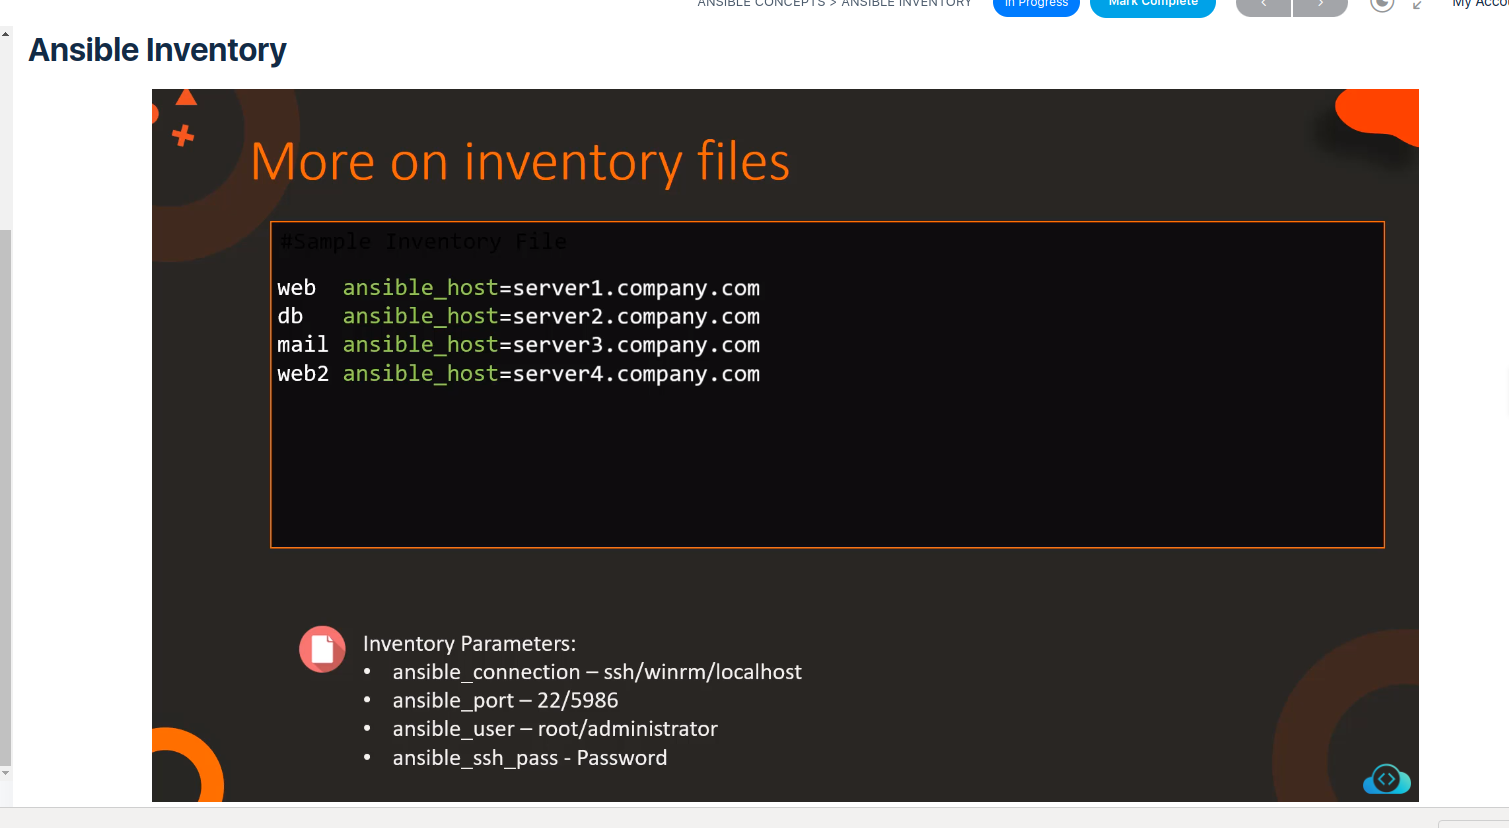 ANSIBLE CONCEPTS > ANSIBLE INVENTORY
In Progress
Mark Complete
My Accou
Ansible Inventory
More on inventory files
#Sample Inventory File
web ansible_host=server1.company.com
db ansible_host=server2.company.com
mail ansible_host=server3.company.com
web2 ansible_host=server4.company.com
Inventory Parameters:
• ansible_connection – ssh/winrm/localhost
• ansible_port – 22/5986
• ansible_user – root/administrator
• ansible_ssh_pass - Password